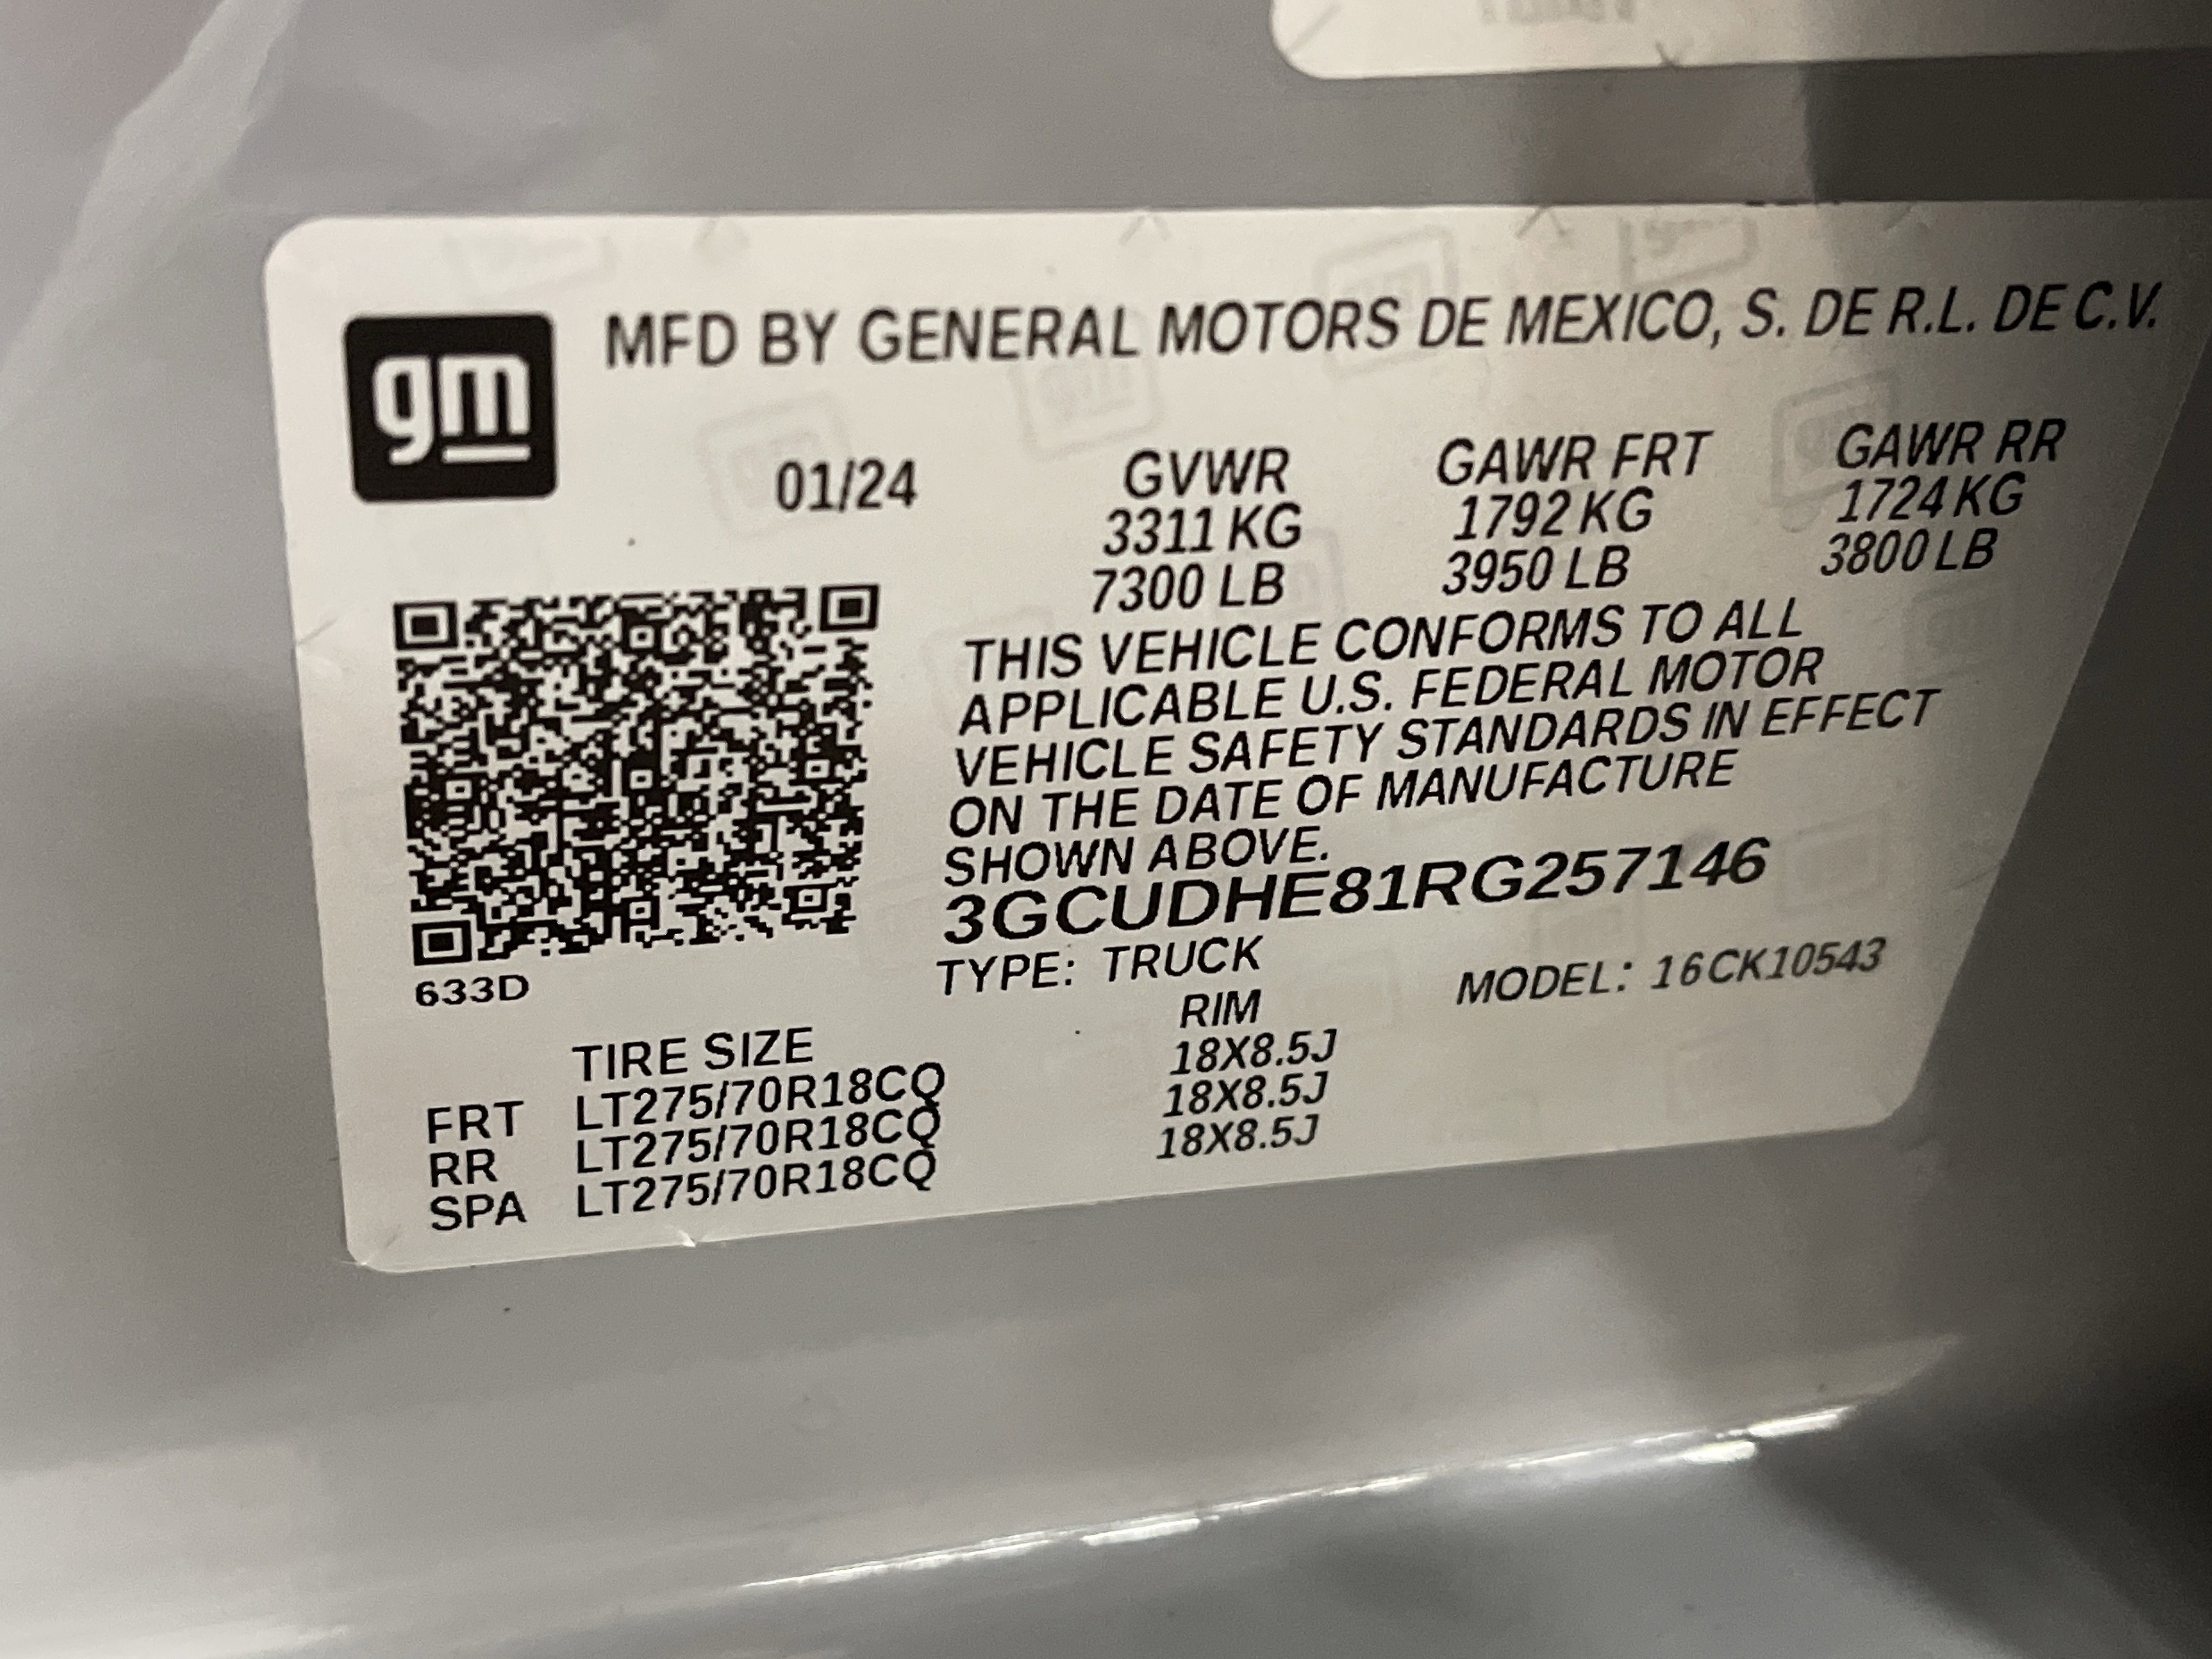 gm
MFD BY GENERAL MOTORS DE MEXICO, S. DE R.L. DE C.V.
01/24
GVWR GAWR FRT GAWR RR
3311 KG 1792 KG 1724 KG
7300 LB 3950 LB 3800 LB
THIS VEHICLE CONFORMS TO ALL
APPLICABLE U.S. FEDERAL MOTOR
VEHICLE SAFETY STANDARDS IN EFFECT
ON THE DATE OF MANUFACTURE
SHOWN ABOVE.
3GCUDHE81RG257146
TYPE: TRUCK MODEL: 16CK10543
633D
TIRE SIZE RIM
FRT LT275/70R18CQ 18X8.5J
RR LT275/70R18CQ 18X8.5J
SPA LT275/70R18CQ 18X8.5J